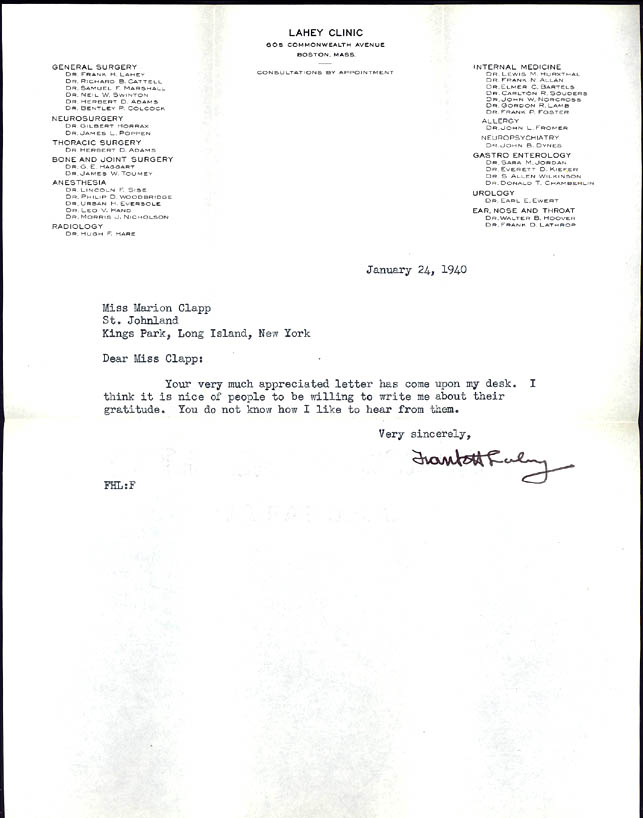 LAHEY CLINIC
605 COMMONWEALTH AVENUE
BOSTON, MASS.
CONSULTATIONS BY APPOINTMENT
GENERAL SURGERY
DR. FRANK H. LAHEY
DR. RICHARD B. CATTELL
DR. SAMUEL F. MARSHALL
DR. NEIL W. SWINTON
DR. HERBERT D. ADAMS
DR. BENTLEY P. COLCOCK
NEUROSURGERY
DR. GILBERT HORRAX
DR. JAMES L. POPPEN
THORACIC SURGERY
DR. HERBERT D. ADAMS
BONE AND JOINT SURGERY
DR. G. E. HAGGART
DR. JAMES W. TOUMEY
ANESTHESIA
DR. LINCOLN F. SISE
DR. PHILIP D. WOODBRIDGE
DR. URBAN H. EVERSOLE
DR. LEO V. HAND
DR. MORRIS J. NICHOLSON
RADIOLOGY
DR. HUGH F. HARE
INTERNAL MEDICINE
DR. LEWIS M. HURXTHAL
DR. FRANK N. ALLAN
DR. ELMER C. BARTELS
DR. CARLTON R. SOUDERS
DR. JOHN W. NORCROSS
DR. GORDON R. LAMB
DR. FRANK P. FOSTER
ALLERGY
DR. JOHN L. FROMER
NEUROPSYCHIATRY
DR. JOHN B. DYNES
GASTRO ENTEROLOGY
DR. SARA M. JORDAN
DR. EVERETT D. KIEFER
DR. S. ALLEN WILKINSON
DR. DONALD T. CHAMBERLIN
UROLOGY
DR. EARL E. EWERT
EAR, NOSE AND THROAT
DR. WALTER B. HOOVER
DR. FRANK D. LATHROP
January 24, 1940
Miss Marion Clapp
St. Johnland
Kings Park, Long Island, New York
Dear Miss Clapp:
Your very much appreciated letter has come upon my desk. I
think it is nice of people to be willing to write me about their
gratitude. You do not know how I like to hear from them.
Very sincerely,
Frank H Lahey
FHL:F